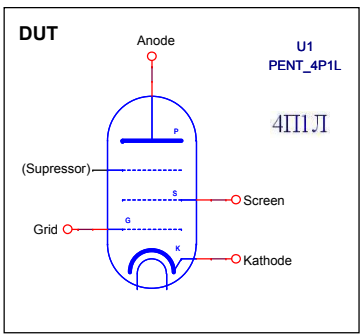 DUT
Anode
U1
PENT_4P1L
4П1Л
P
(Supressor)
S
Screen
G
Grid
K
Kathode